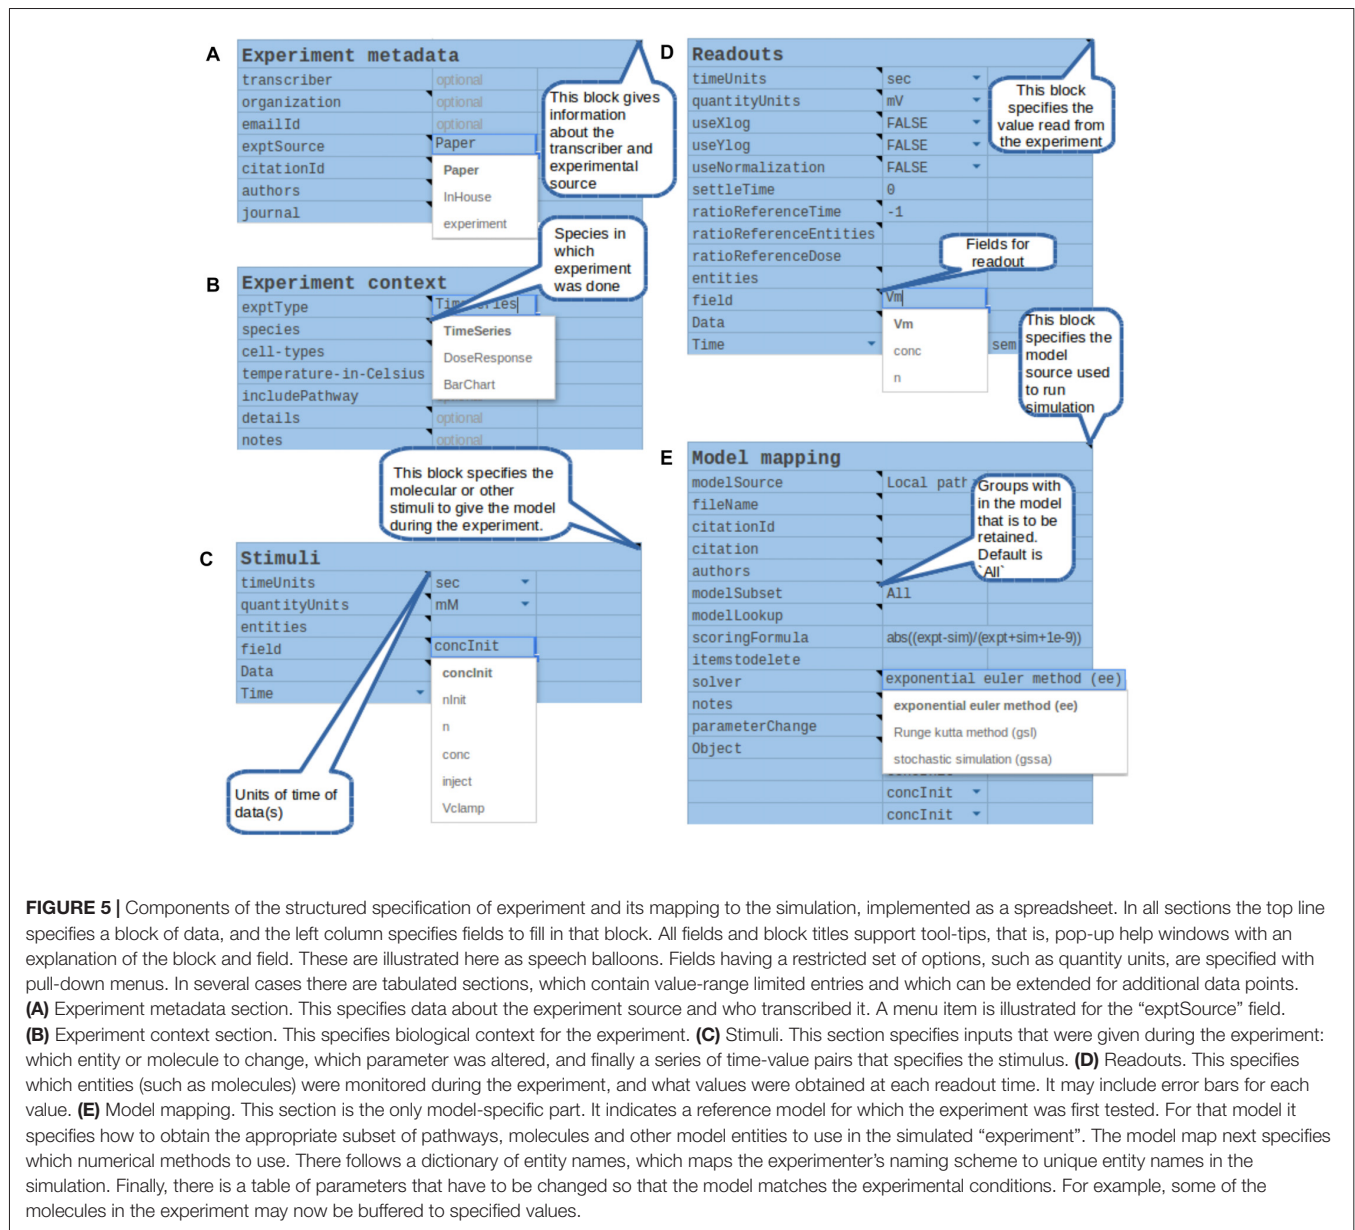 A
Experiment metadata
transcriber optional
organization optional
emailId optional
exptSource Paper
citationId
authors
journal
Paper
InHouse
experiment
This block gives
information
about the
transcriber and
experimental
source
B
Experiment context
exptType TimeSeries
species
cell-types
temperature-in-Celsius
includePathway
details optional
notes optional
TimeSeries
DoseResponse
BarChart
Species in
which
experiment
was done
This block specifies the
molecular or other
stimuli to give the model
during the experiment.
C
Stimuli
timeUnits sec
quantityUnits mM
entities
field concInit
Data
Time
concInit
nInit
n
conc
inject
Vclamp
Units of time of
data(s)
D
Readouts
timeUnits sec
quantityUnits mV
useXlog FALSE
useYlog FALSE
useNormalization FALSE
settleTime 0
ratioReferenceTime -1
ratioReferenceEntities
ratioReferenceDose
entities
field Vm
Data
Time sem
Vm
conc
n
This block
specifies the
value read from
the experiment
Fields for
readout
This block
specifies the
model
source used
to run
simulation
E
Model mapping
modelSource Local path
fileName
citationId
citation
authors
modelSubset All
modelLookup
scoringFormula abs((expt-sim)/(expt+sim+1e-9))
itemstodelete
solver exponential euler method (ee)
notes
parameterChange
Object
exponential euler method (ee)
Runge kutta method (gsl)
stochastic simulation (gssa)
concInit
concInit
Groups with
in the model
that is to be
retained.
Default is
`All`
FIGURE 5 | Components of the structured specification of experiment and its mapping to the simulation, implemented as a spreadsheet. In all sections the top line
specifies a block of data, and the left column specifies fields to fill in that block. All fields and block titles support tool-tips, that is, pop-up help windows with an
explanation of the block and field. These are illustrated here as speech balloons. Fields having a restricted set of options, such as quantity units, are specified with
pull-down menus. In several cases there are tabulated sections, which contain value-range limited entries and which can be extended for additional data points.
(A) Experiment metadata section. This specifies data about the experiment source and who transcribed it. A menu item is illustrated for the “exptSource” field.
(B) Experiment context section. This specifies biological context for the experiment. (C) Stimuli. This section specifies inputs that were given during the experiment:
which entity or molecule to change, which parameter was altered, and finally a series of time-value pairs that specifies the stimulus. (D) Readouts. This specifies
which entities (such as molecules) were monitored during the experiment, and what values were obtained at each readout time. It may include error bars for each
value. (E) Model mapping. This section is the only model-specific part. It indicates a reference model for which the experiment was first tested. For that model it
specifies how to obtain the appropriate subset of pathways, molecules and other model entities to use in the simulated “experiment”. The model map next specifies
which numerical methods to use. There follows a dictionary of entity names, which maps the experimenter’s naming scheme to unique entity names in the
simulation. Finally, there is a table of parameters that have to be changed so that the model matches the experimental conditions. For example, some of the
molecules in the experiment may now be buffered to specified values.